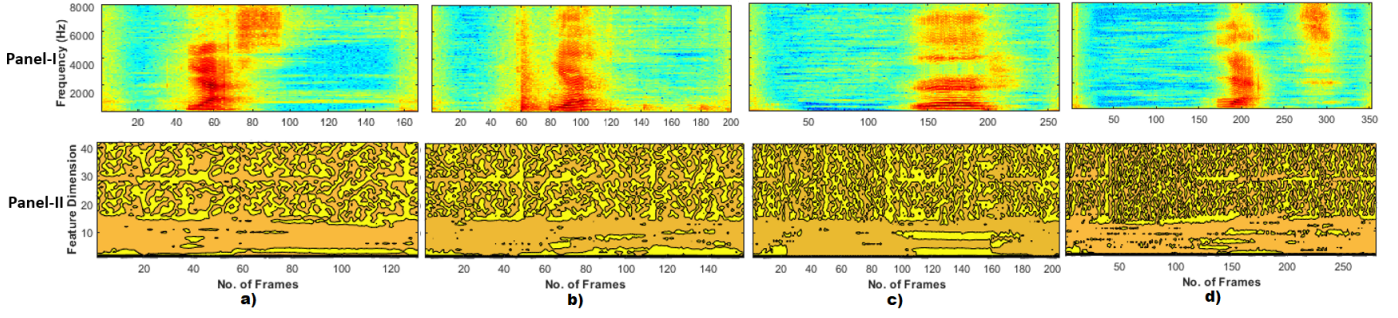 Panel-I
Frequency (Hz)
8000
6000
4000
2000
20 40 60 80 100 120 140 160
20 40 60 80 100 120 140 160 180 200
50 100 150 200 250
50 100 150 200 250 300 350
Panel-II
Feature Dimension
40
30
20
10
20 40 60 80 100 120
20 40 60 80 100 120 140
20 40 60 80 100 120 140 160 180 200
50 100 150 200 250
No. of Frames
No. of Frames
No. of Frames
No. of Frames
a)
b)
c)
d)